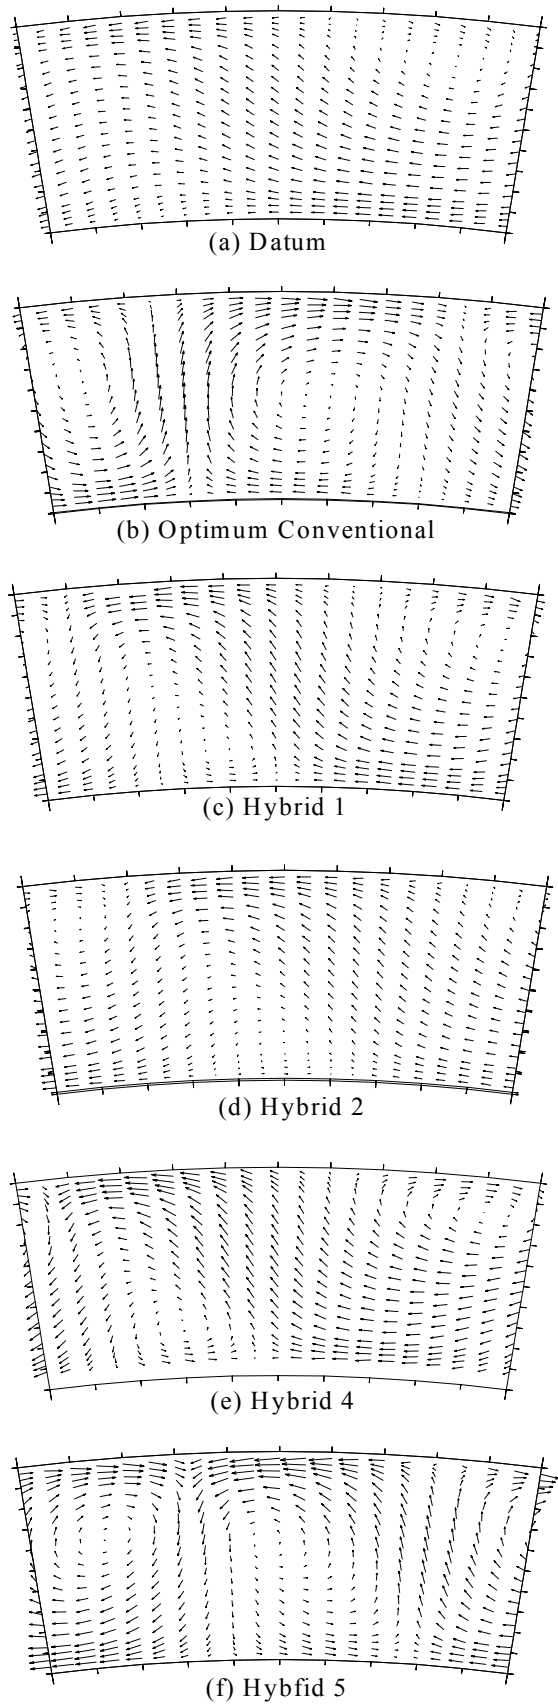 (a) Datum
(b) Optimum Conventional
(c) Hybrid 1
(d) Hybrid 2
(e) Hybrid 4
(f) Hybfid 5